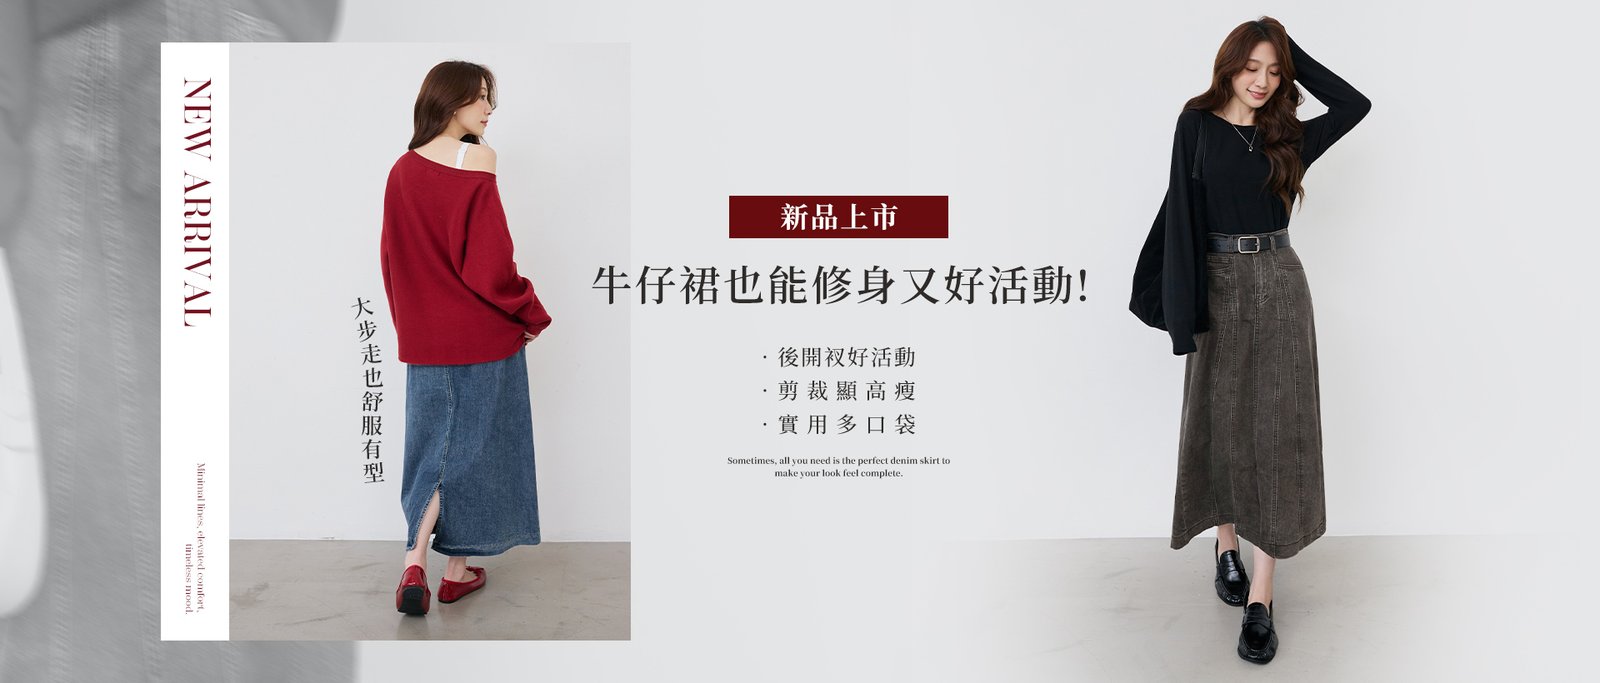 NEW ARRIVAL
Minimal lines, elevated comfort,
timeless mood.
大步走也舒服有型
新品上市
牛仔裙也能修身又好活動!
· 後開衩好活動
· 剪裁顯高瘦
· 實用多口袋
Sometimes, all you need is the perfect denim skirt to
make your look feel complete.